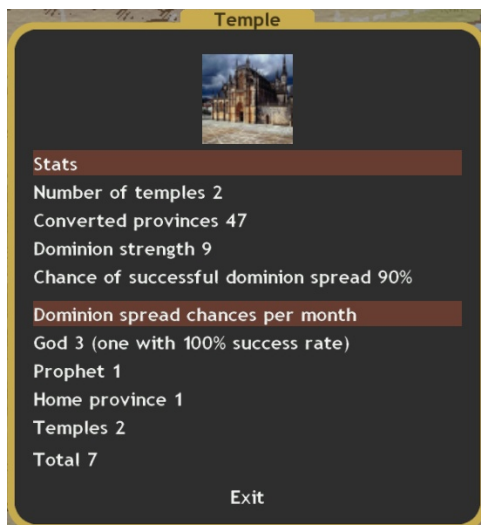 Temple
Stats
Number of temples 2
Converted provinces 47
Dominion strength 9
Chance of successful dominion spread 90%
Dominion spread chances per month
God 3 (one with 100% success rate)
Prophet 1
Home province 1
Temples 2
Total 7
Exit